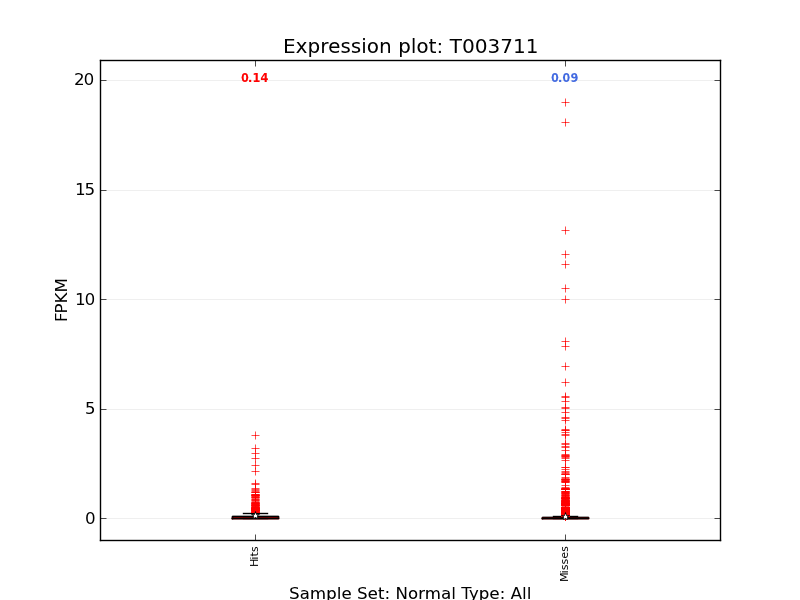 Expression plot: T003711
0.14
0.09
20
15
10
5
0
FPKM
Hits
Misses
Sample Set: Normal Type: All